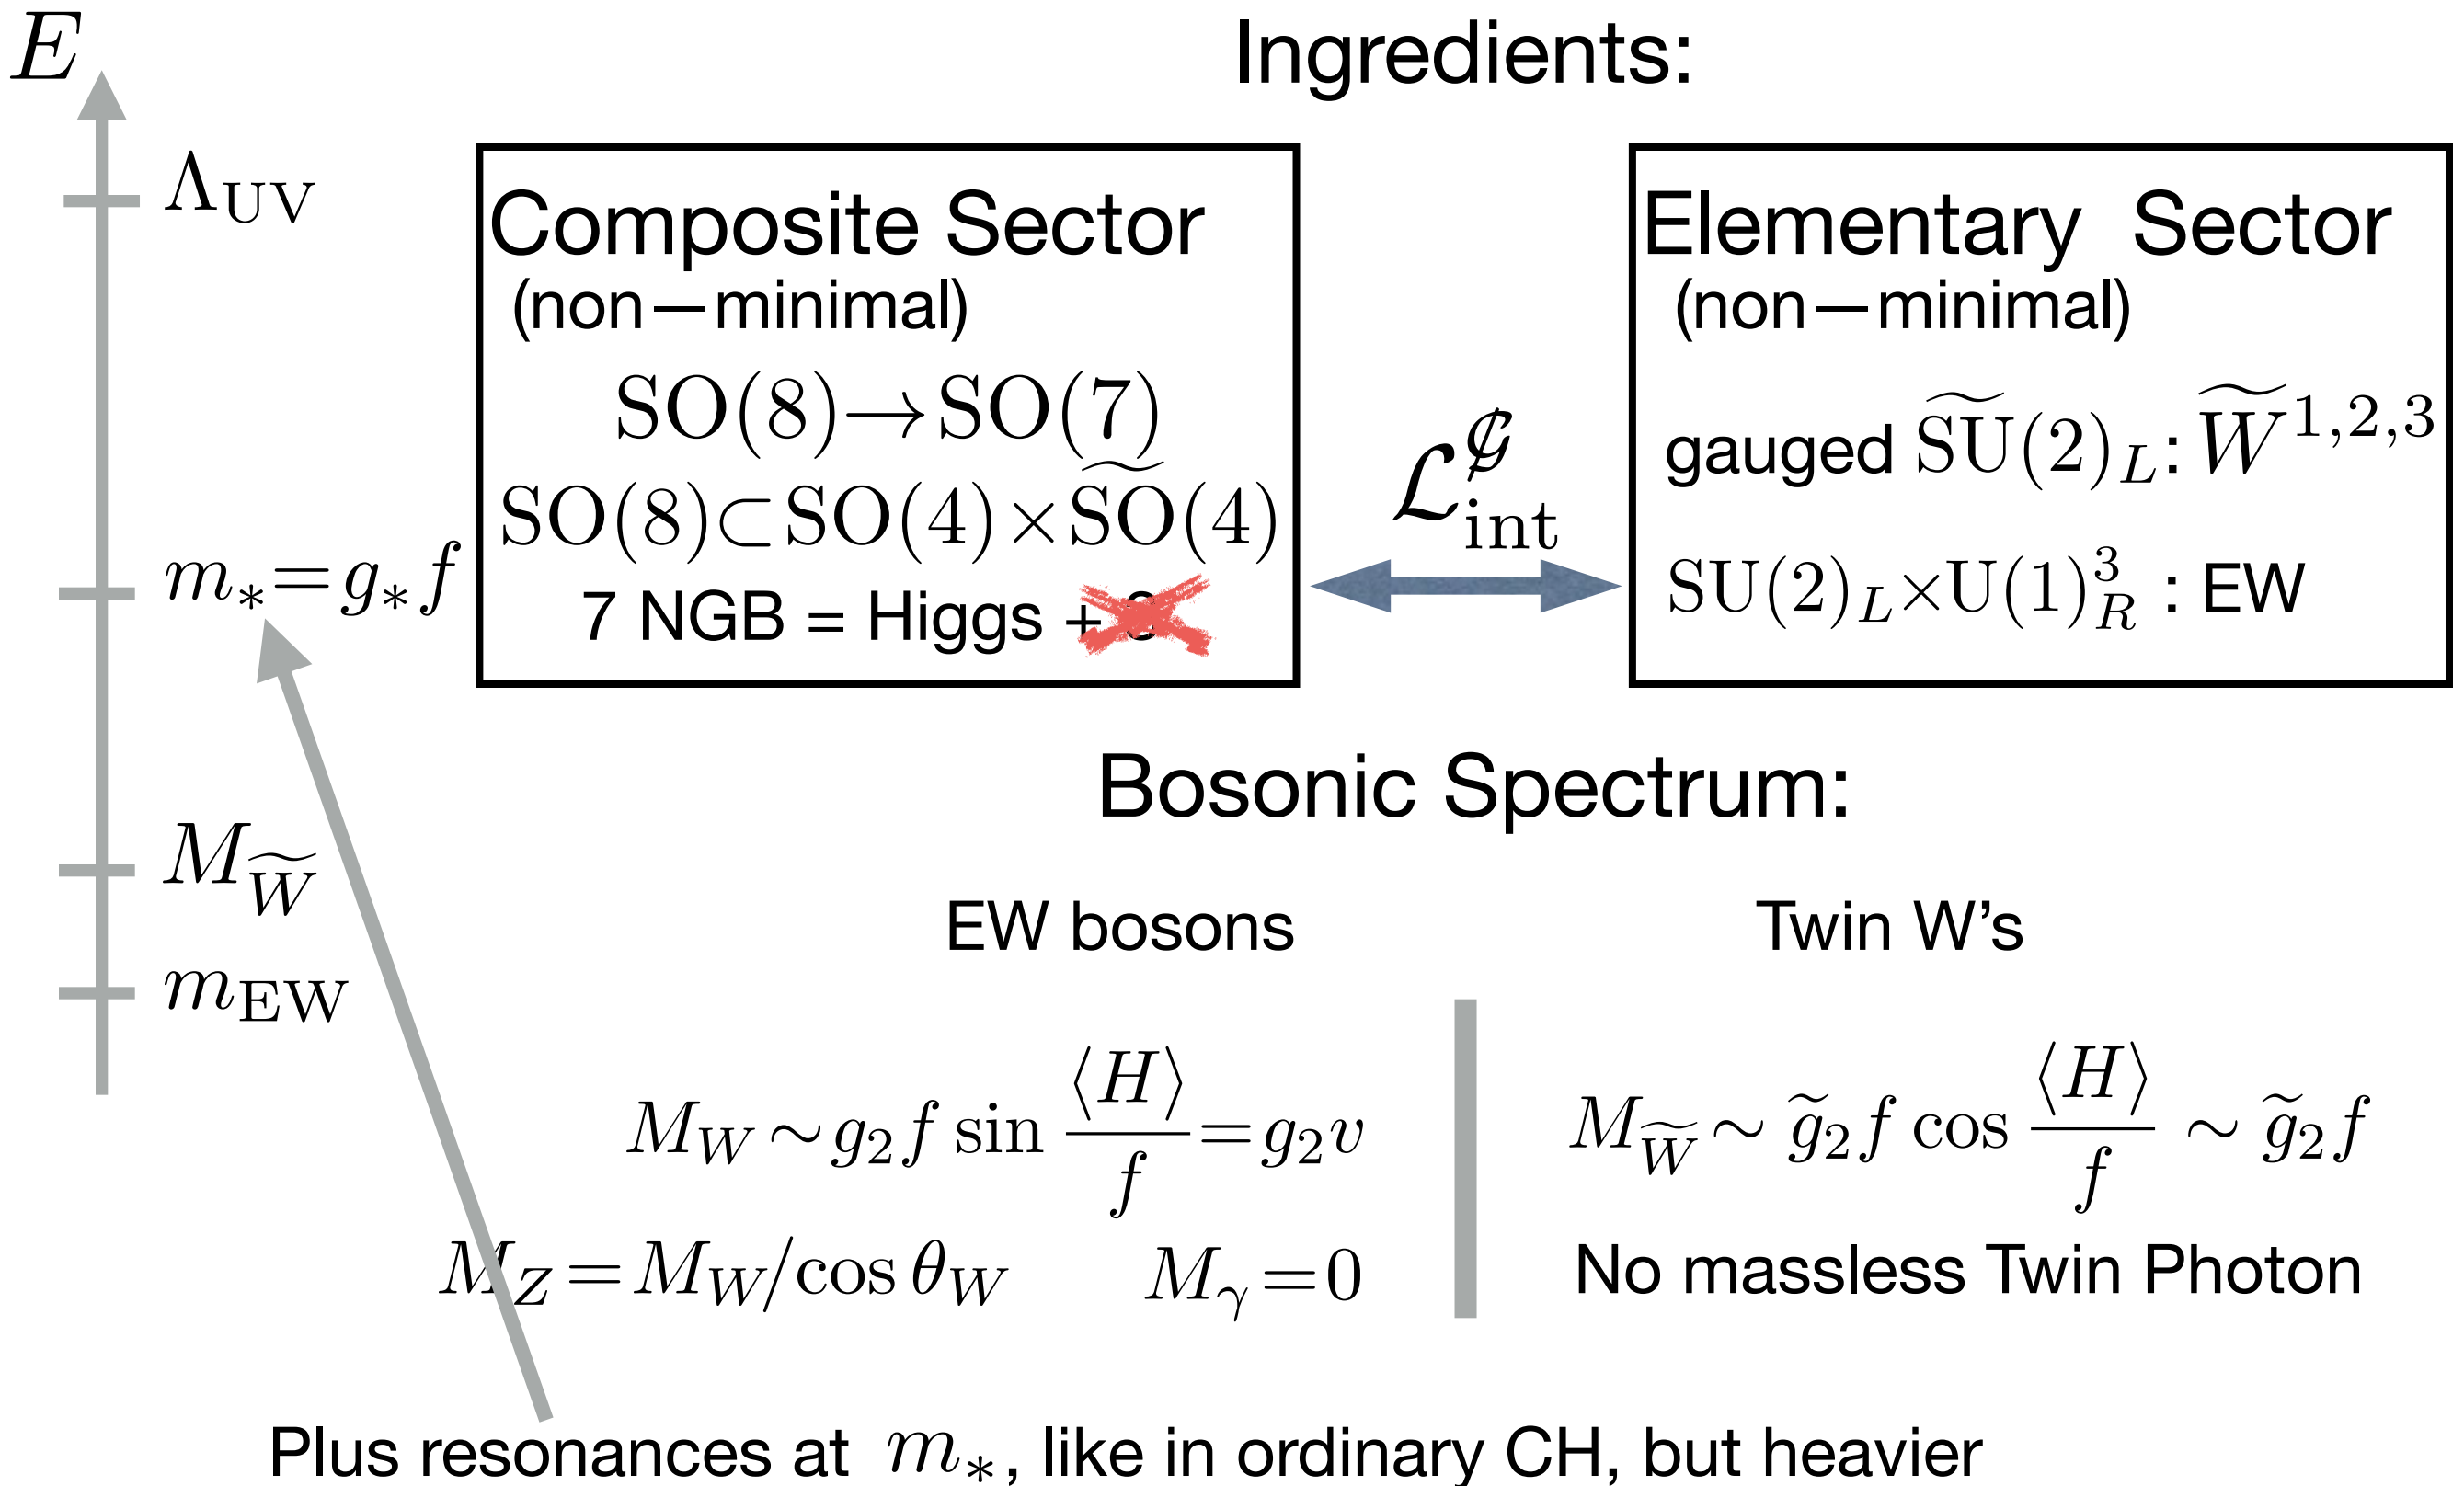 E
Ingredients:
Λ_UV
Composite Sector
(non—minimal)
SO(8)→SO(7)
SO(8)⊂SO(4)×S͠O(4)
7 NGB = Higgs +
ℒ_int^𝒢̸
Elementary Sector
(non—minimal)
gauged S͠U(2)_L: W̃^1,2,3
SU(2)_L×U(1)_R^3 : EW
m_*=g_*f
Bosonic Spectrum:
M_W̃
m_EW
EW bosons
Twin W's
M_W∼g_2 f sin ⟨H⟩/f=g_2 v
M_Z=M_W/cos θ_W M_γ=0
M_W̃∼ g̃_2 f cos ⟨H⟩/f ∼ g̃_2 f
No massless Twin Photon
Plus resonances at m_*, like in ordinary CH, but heavier